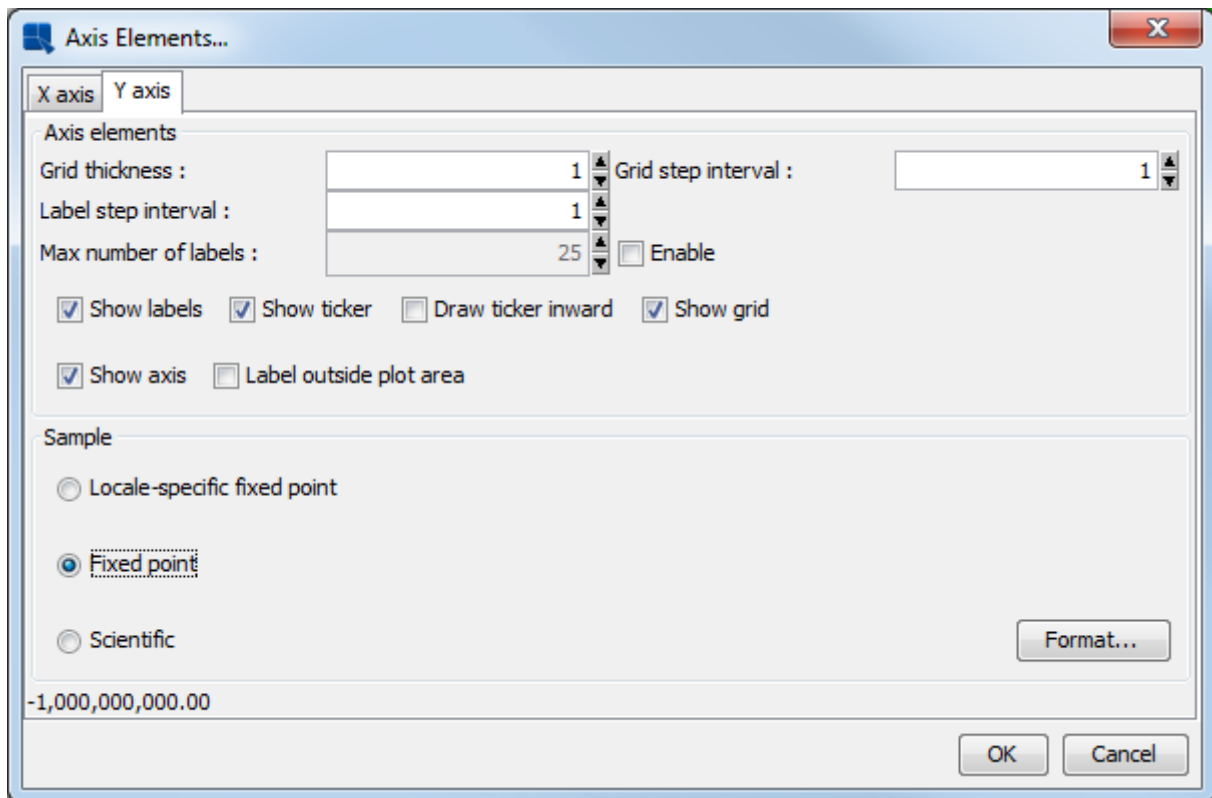 Axis Elements...
X axis Y axis
Axis elements
Grid thickness : 1 Grid step interval : 1
Label step interval : 1
Max number of labels : 25 Enable
Show labels Show ticker Draw ticker inward Show grid
Show axis Label outside plot area
Sample
Locale-specific fixed point
Fixed point
Scientific Format...
-1,000,000,000.00
OK Cancel